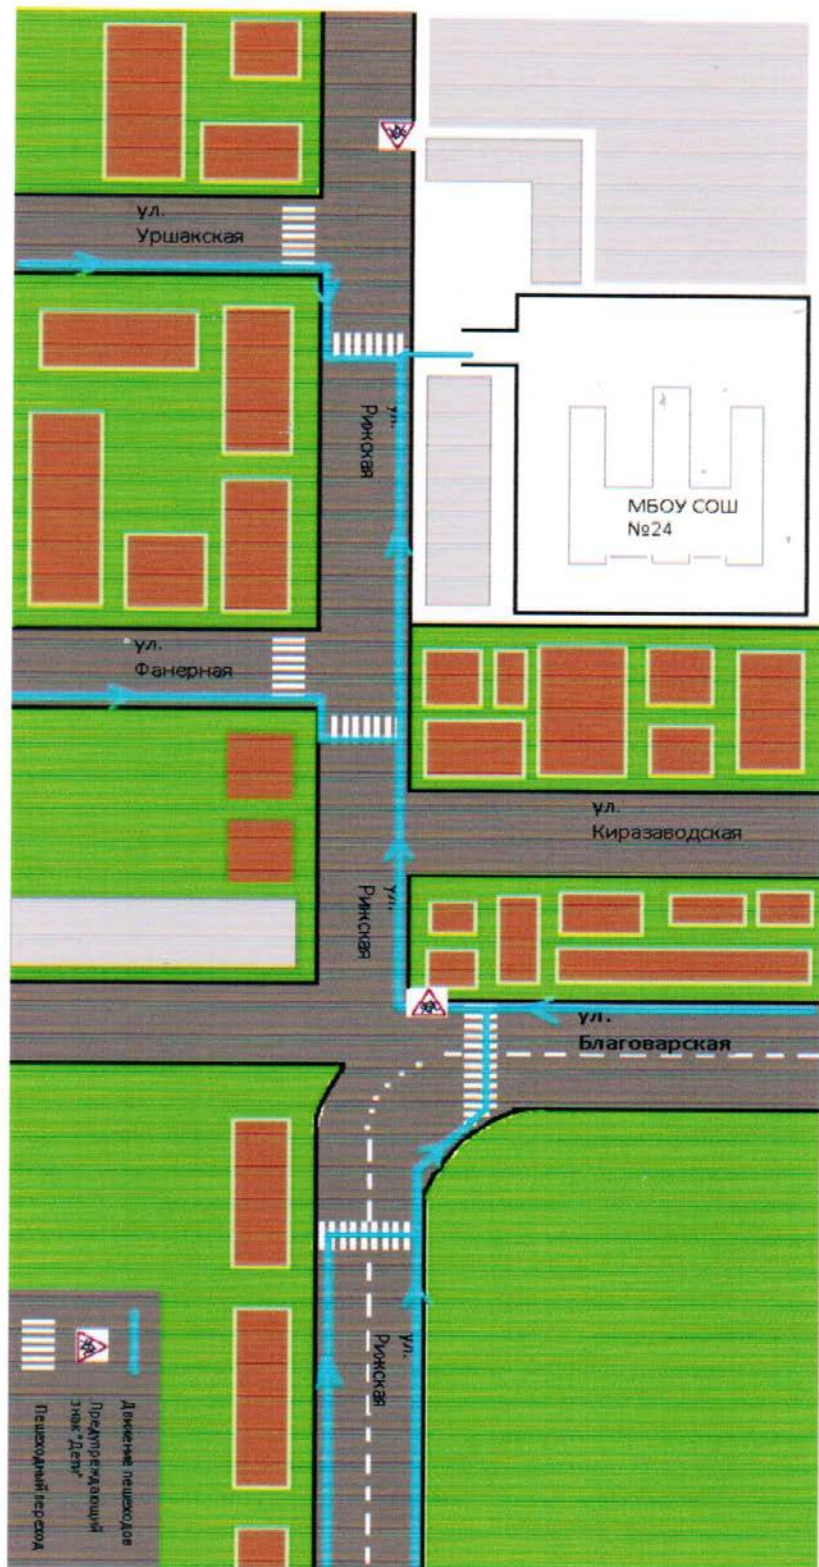 ул.
Уршакская
ул.
Рижская
МБОУ СОШ
№24
ул.
Фанерная
ул.
Киразаводская
ул.
Рижская
ул.
Благоварская
ул.
Рижская
Движение пешеходов
Предупреждающий
знак "Дети"
Пешеходный переход